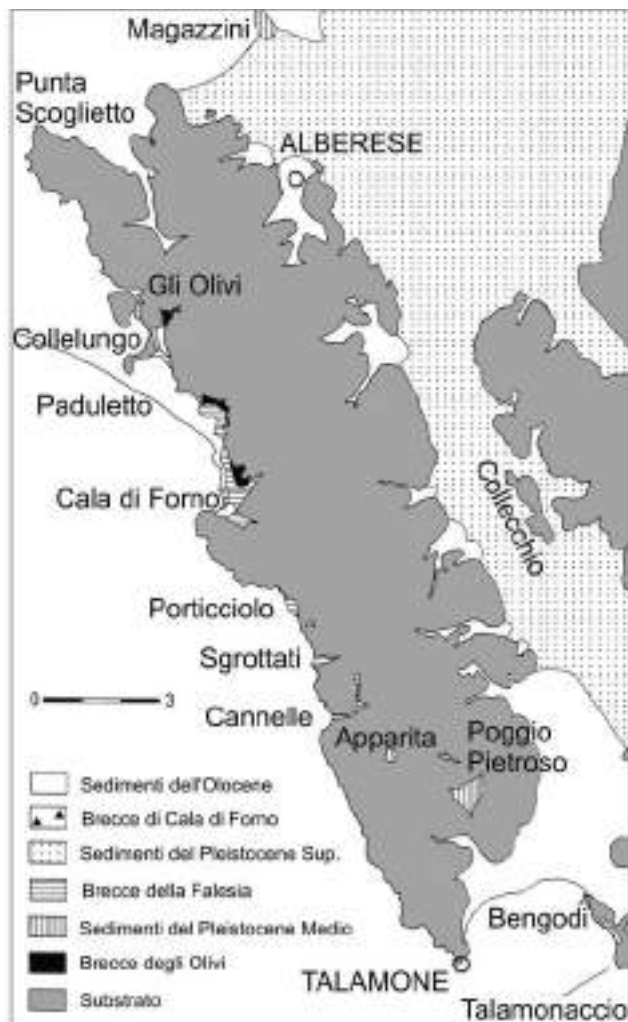 Magazzini
Punta
Scoglietto
ALBERESE
Gli Olivi
Collelungo
Paduletto
Cala di Forno
Collecchio
Porticciolo
Sgrottati
0 3
Cannelle
Apparita
Poggio
Pietroso
Sedimenti dell'Olocene
Brecce di Cala di Forno
Sedimenti del Pleistocene Sup.
Brecce della Falesia
Sedimenti del Pleistocene Medio
Brecce degli Olivi
Substrato
Bengodi
TALAMONE
Talamonaccio